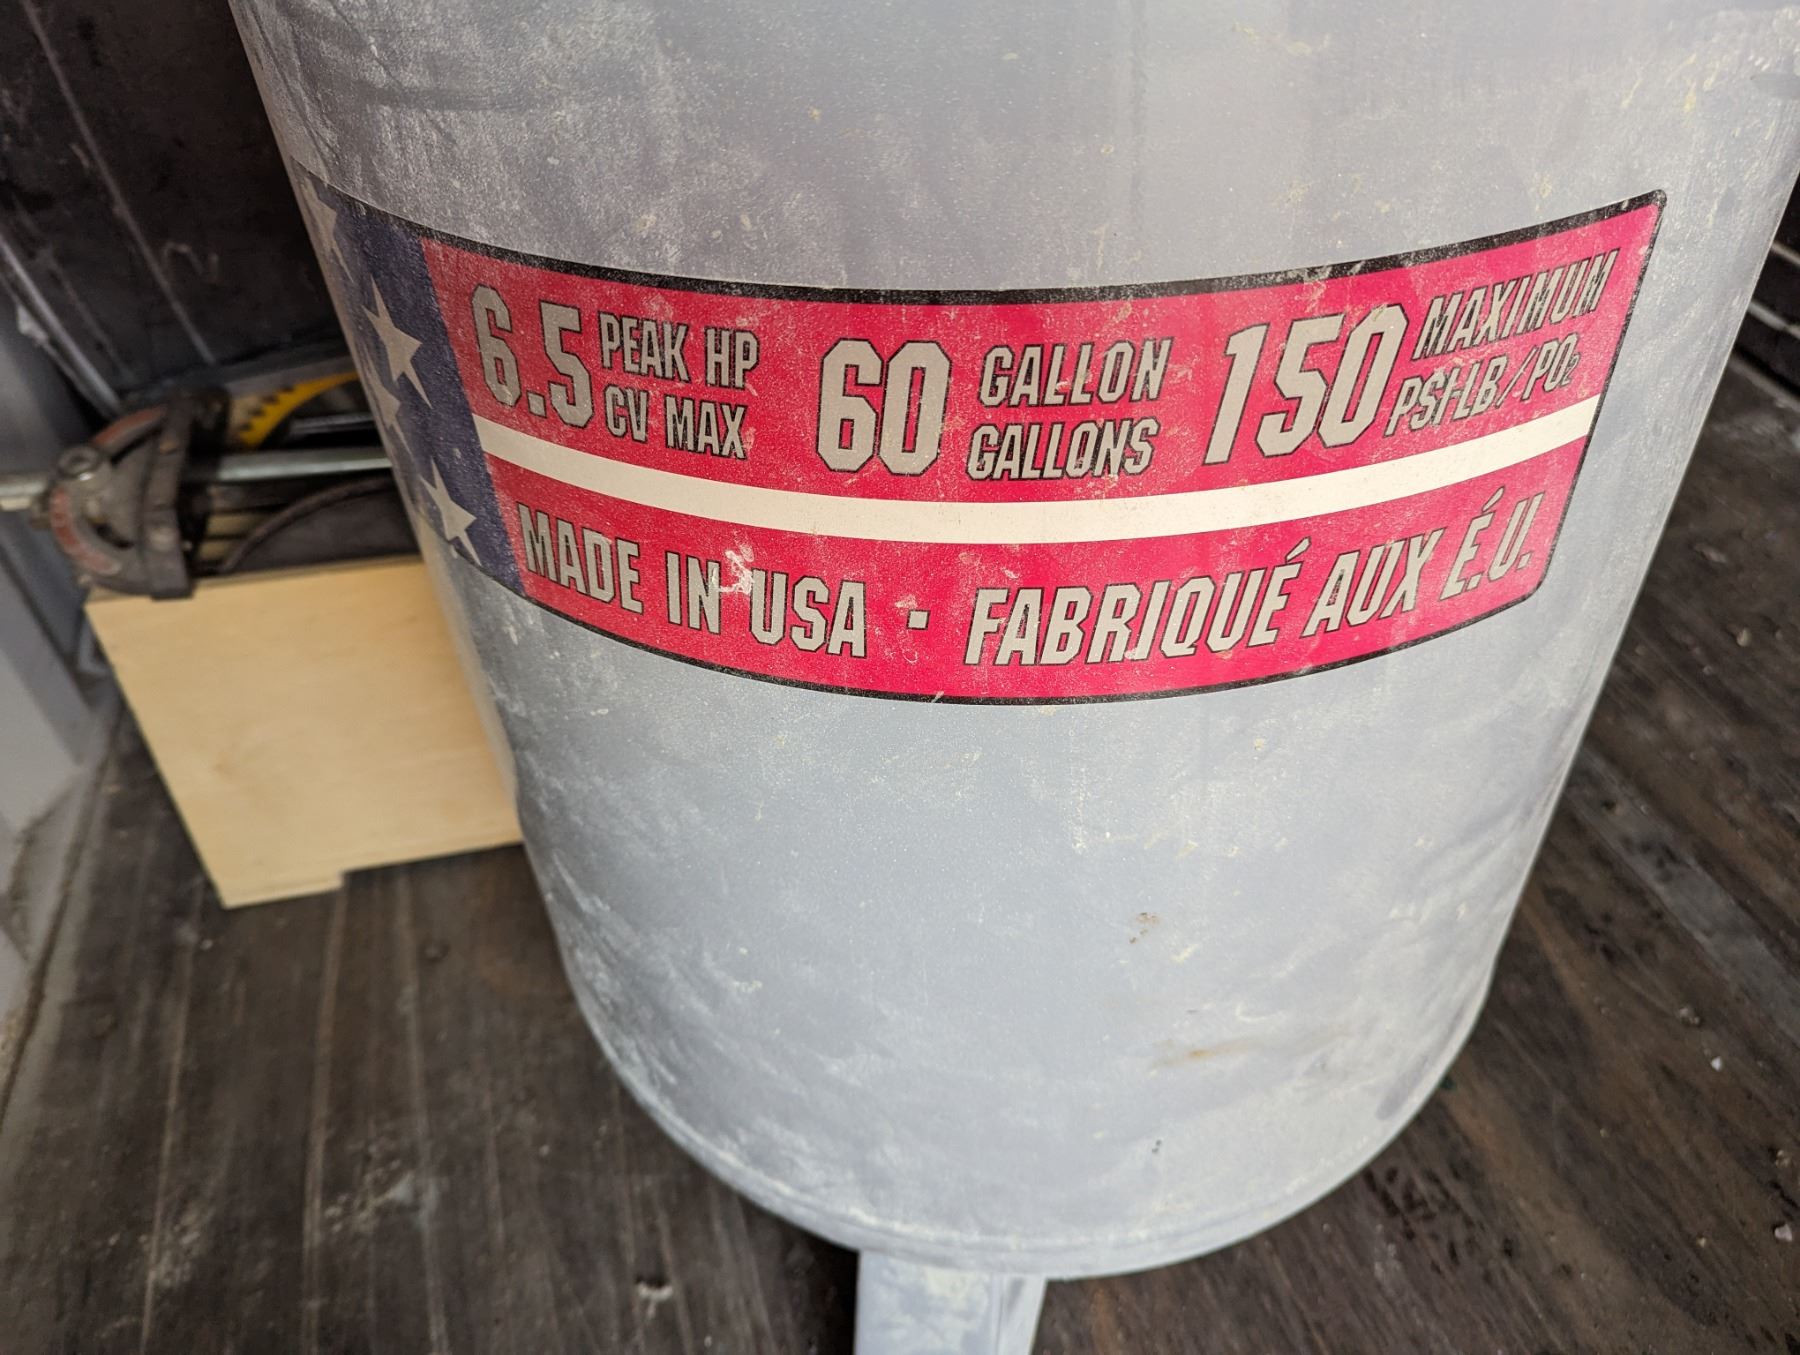 6.5 PEAK HP
CV MAX
60 GALLON
GALLONS
150 MAXIMUM
PSI-LB/PO2
MADE IN USA · FABRIQUÉ AUX É.U.